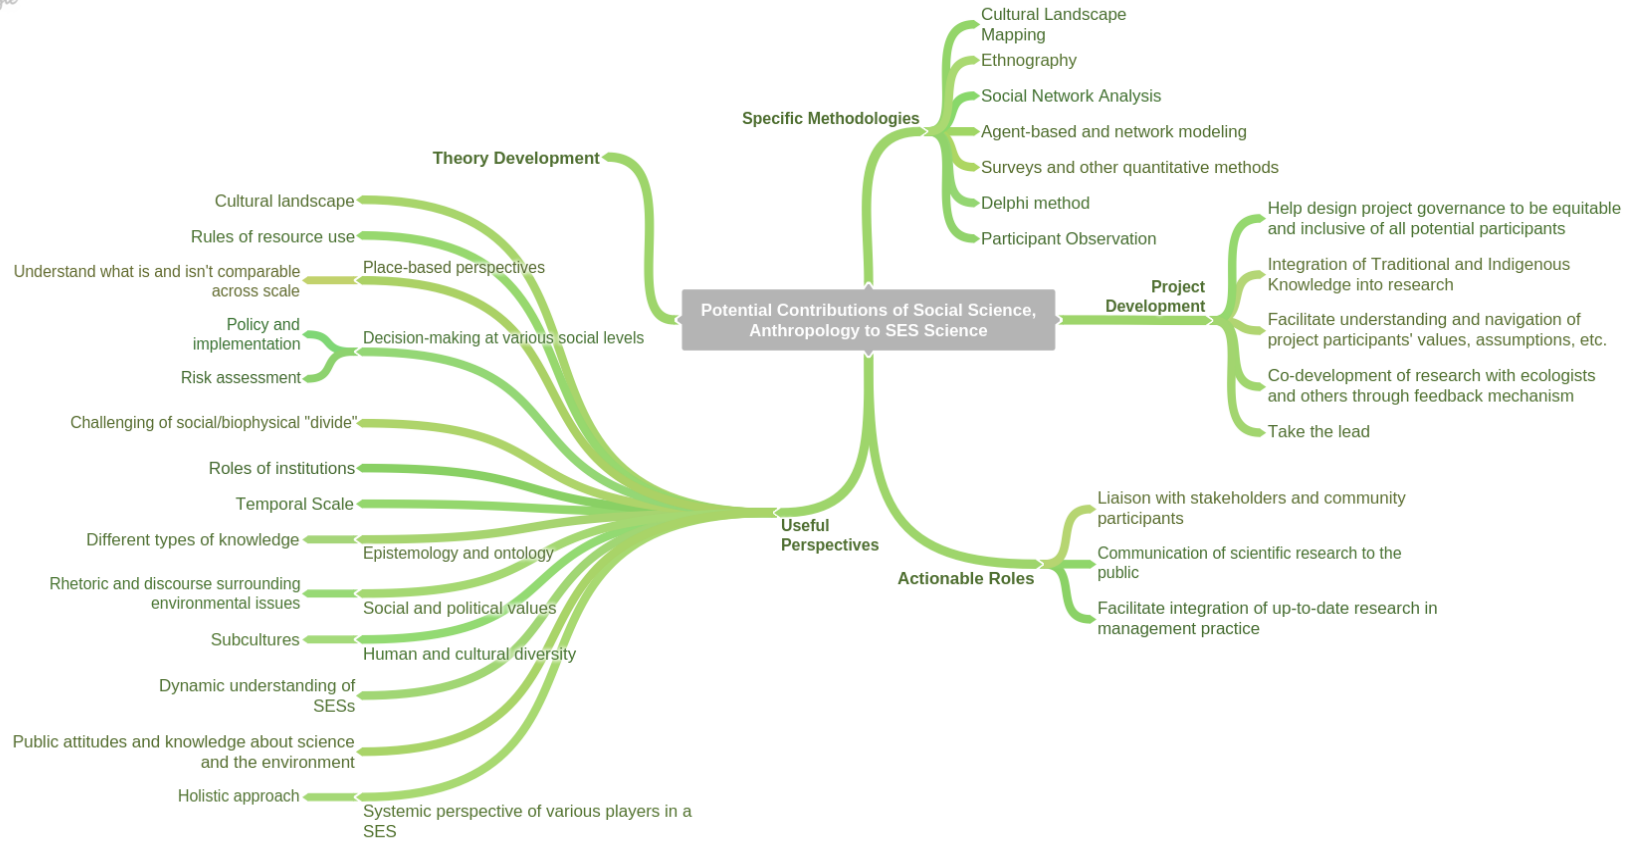 Potential Contributions of Social Science,
Anthropology to SES Science
Specific Methodologies
Cultural Landscape
Mapping
Ethnography
Social Network Analysis
Agent-based and network modeling
Surveys and other quantitative methods
Delphi method
Participant Observation
Project
Development
Help design project governance to be equitable
and inclusive of all potential participants
Integration of Traditional and Indigenous
Knowledge into research
Facilitate understanding and navigation of
project participants' values, assumptions, etc.
Co-development of research with ecologists
and others through feedback mechanism
Take the lead
Actionable Roles
Liaison with stakeholders and community
participants
Communication of scientific research to the
public
Facilitate integration of up-to-date research in
management practice
Theory Development
Useful
Perspectives
Cultural landscape
Rules of resource use
Place-based perspectives
Understand what is and isn't comparable
across scale
Decision-making at various social levels
Policy and
implementation
Risk assessment
Challenging of social/biophysical "divide"
Roles of institutions
Temporal Scale
Epistemology and ontology
Different types of knowledge
Social and political values
Rhetoric and discourse surrounding
environmental issues
Human and cultural diversity
Subcultures
Dynamic understanding of
SESs
Public attitudes and knowledge about science
and the environment
Systemic perspective of various players in a
SES
Holistic approach